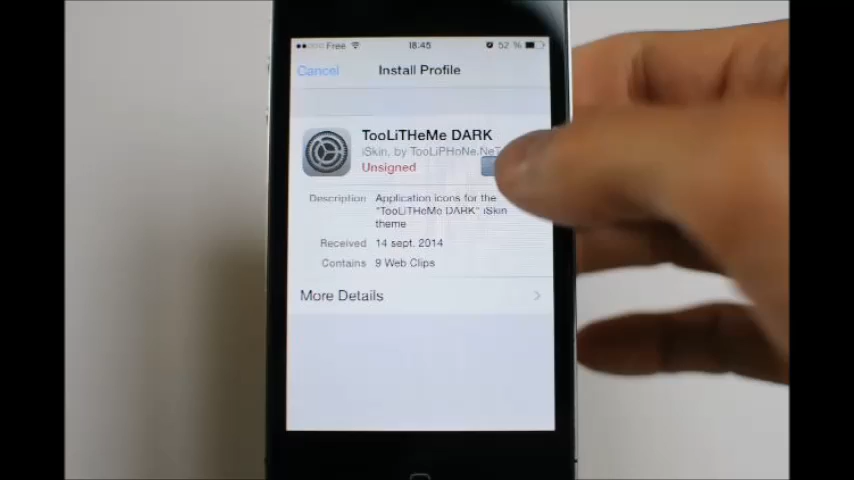 Free 18:45 52 %
Cancel Install Profile
TooLiTHeMe DARK
iSkin, by TooLiPHoNe.NeT
Unsigned
Description Application icons for the
"TooLiTHeMe DARK" iSkin
theme
Received 14 sept. 2014
Contains 9 Web Clips
More Details